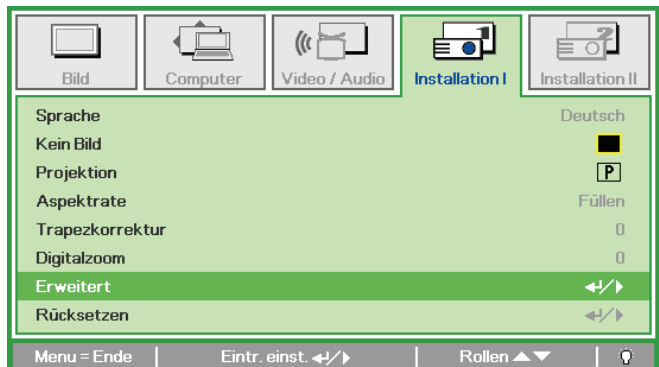 Bild Computer Video / Audio Installation I Installation II
Sprache Deutsch
Kein Bild
Projektion P
Aspektrate Füllen
Trapezkorrektur 0
Digitalzoom 0
Erweitert
Rücksetzen
Menu = Ende Eintr. einst. Rollen